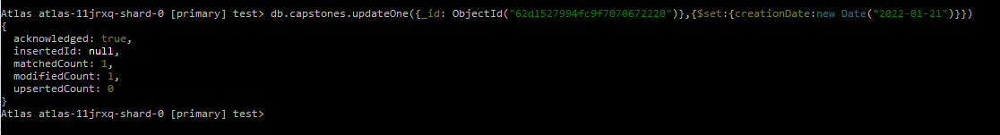 Atlas atlas-11jrxq-shard-0 [primary] test> db.capstones.updateOne({_id: ObjectId("62d1527994fc9f7070672220")},{$set:{creationDate:new Date("2022-01-21")}})
{
  acknowledged: true,
  insertedId: null,
  matchedCount: 1,
  modifiedCount: 1,
  upsertedCount: 0
}
Atlas atlas-11jrxq-shard-0 [primary] test>